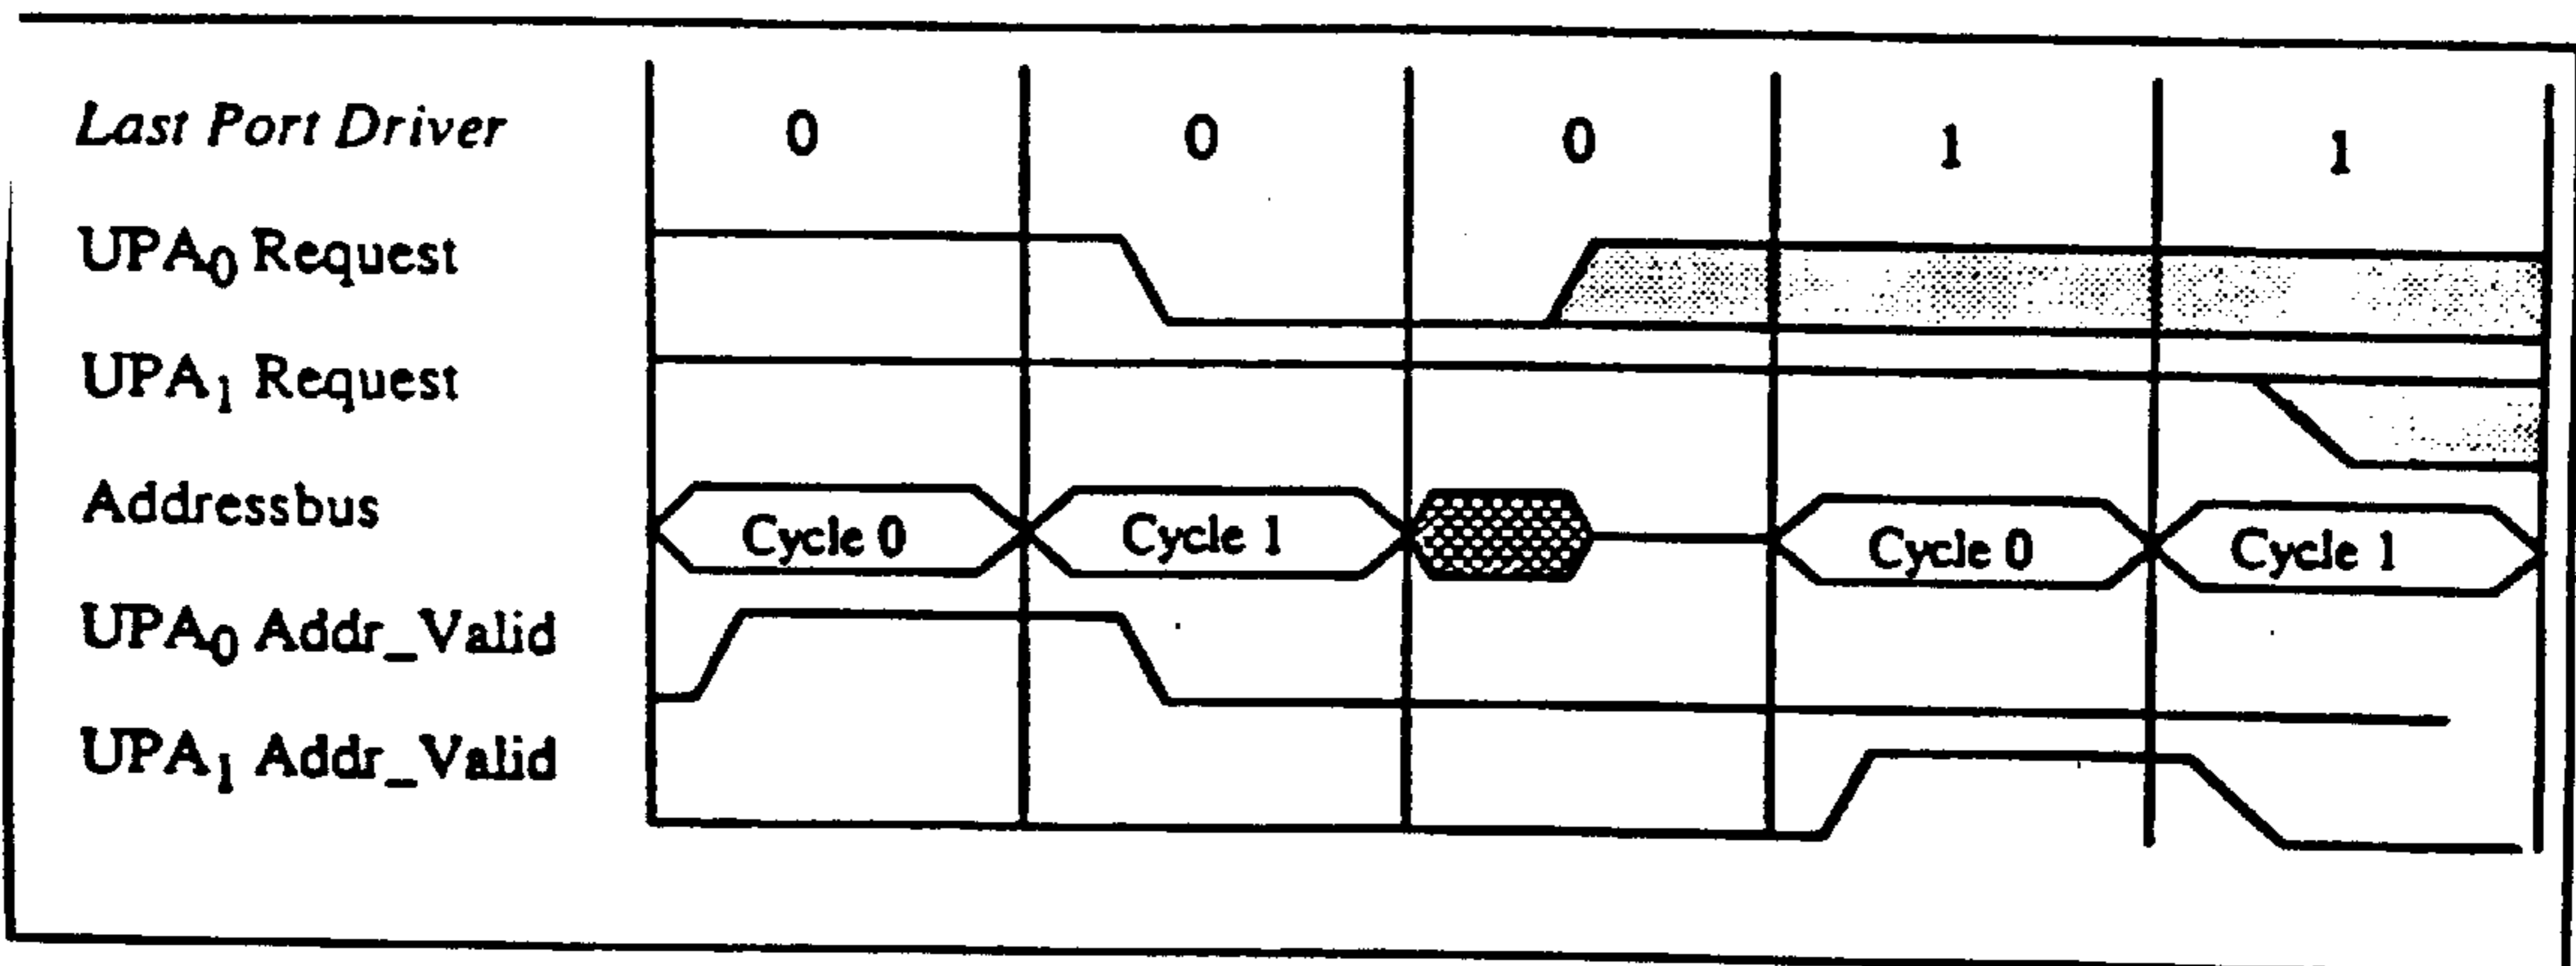 Last Port Driver 0 0 0 1 1
UPA0 Request
UPA1 Request
Addressbus Cycle 0 Cycle 1 Cycle 0 Cycle 1
UPA0 Addr_Valid
UPA1 Addr_Valid